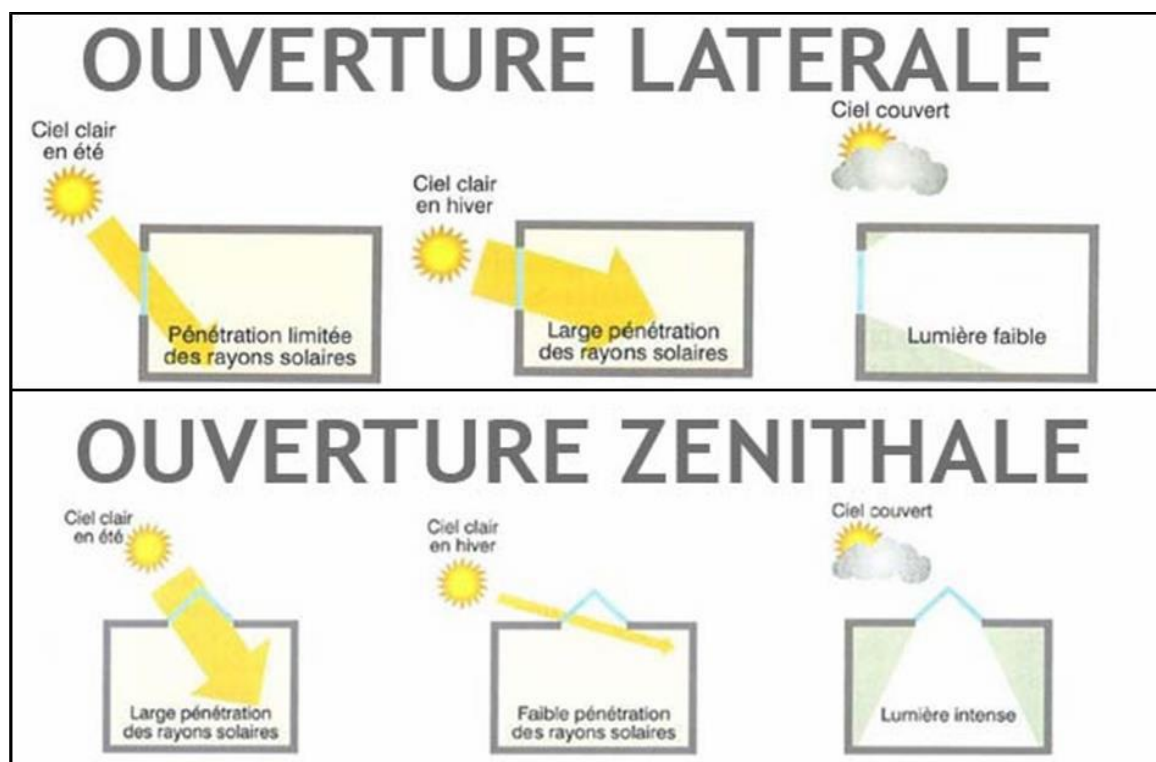 OUVERTURE LATERALE
Ciel clair
en été
Pénétration limitée
des rayons solaires
Ciel clair
en hiver
Large pénétration
des rayons solaires
Ciel couvert
Lumière faible
OUVERTURE ZENITHALE
Ciel clair
en été
Large pénétration
des rayons solaires
Ciel clair
en hiver
Faible pénétration
des rayons solaires
Ciel couvert
Lumière intense